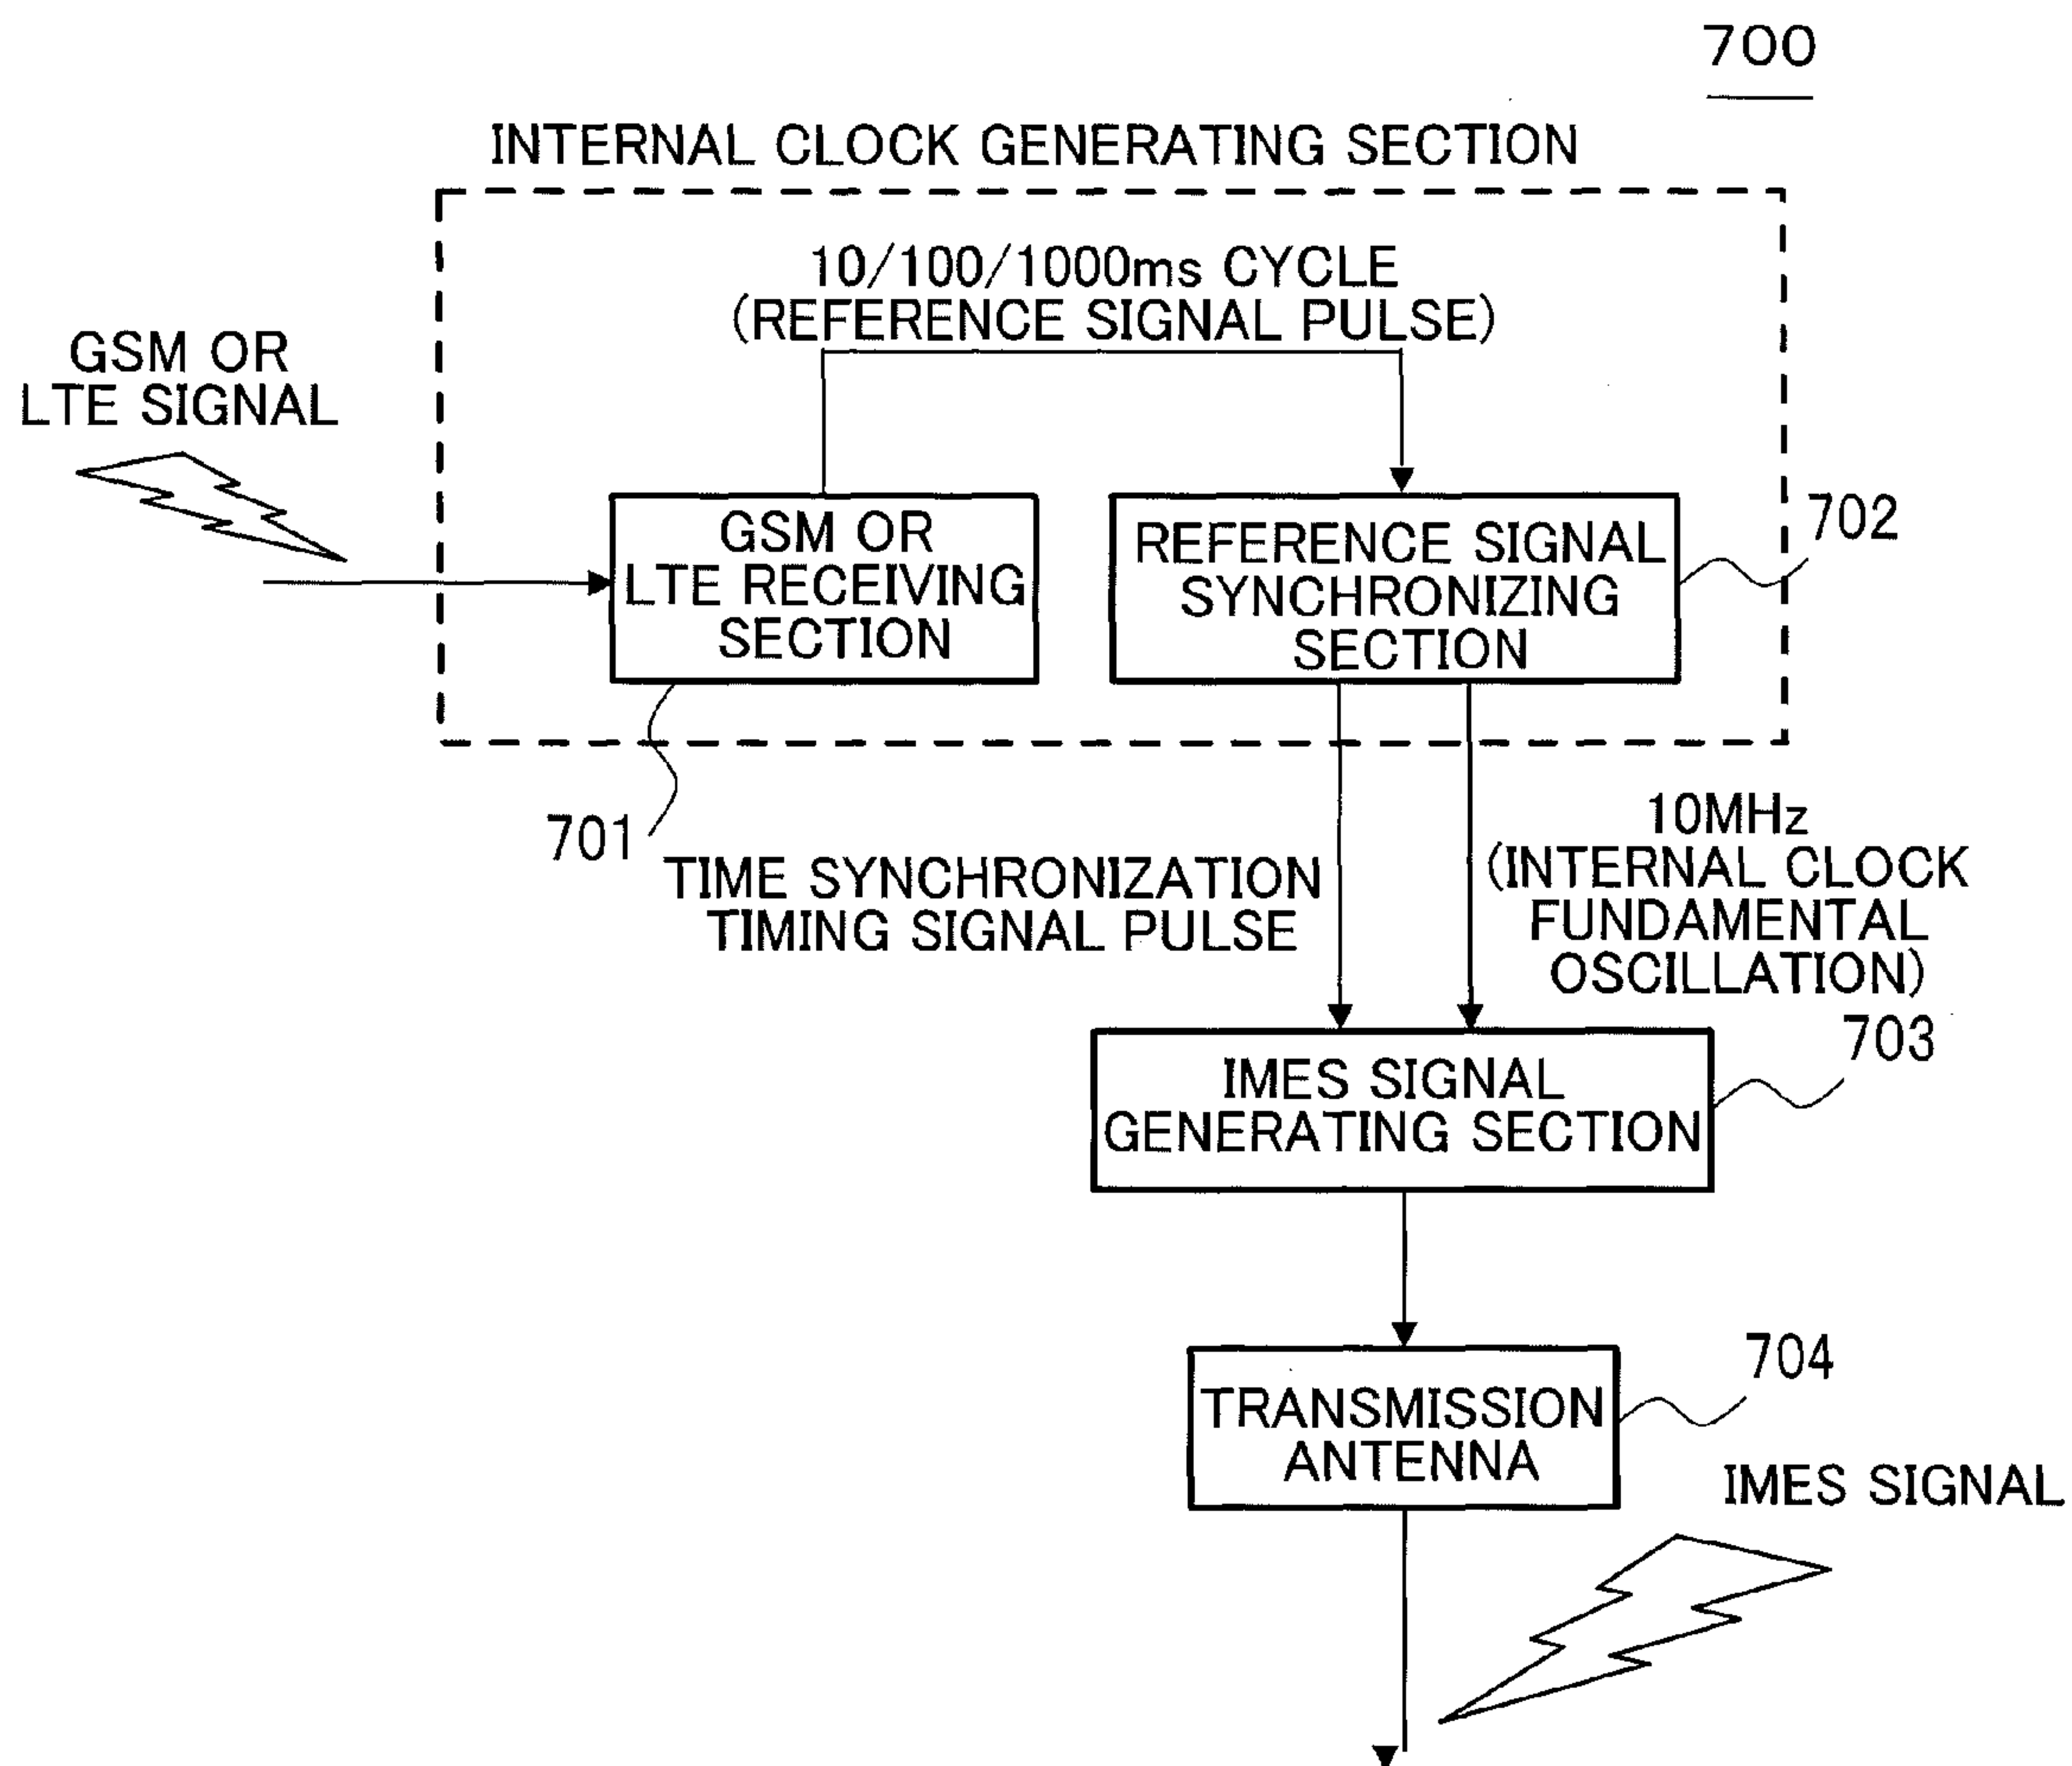 700
INTERNAL CLOCK GENERATING SECTION
10/100/1000ms CYCLE
(REFERENCE SIGNAL PULSE)
GSM OR
LTE SIGNAL
GSM OR
LTE RECEIVING
SECTION
REFERENCE SIGNAL
SYNCHRONIZING
SECTION
702
701
TIME SYNCHRONIZATION
TIMING SIGNAL PULSE
10MHz
(INTERNAL CLOCK
FUNDAMENTAL
OSCILLATION)
703
IMES SIGNAL
GENERATING SECTION
704
TRANSMISSION
ANTENNA
IMES SIGNAL